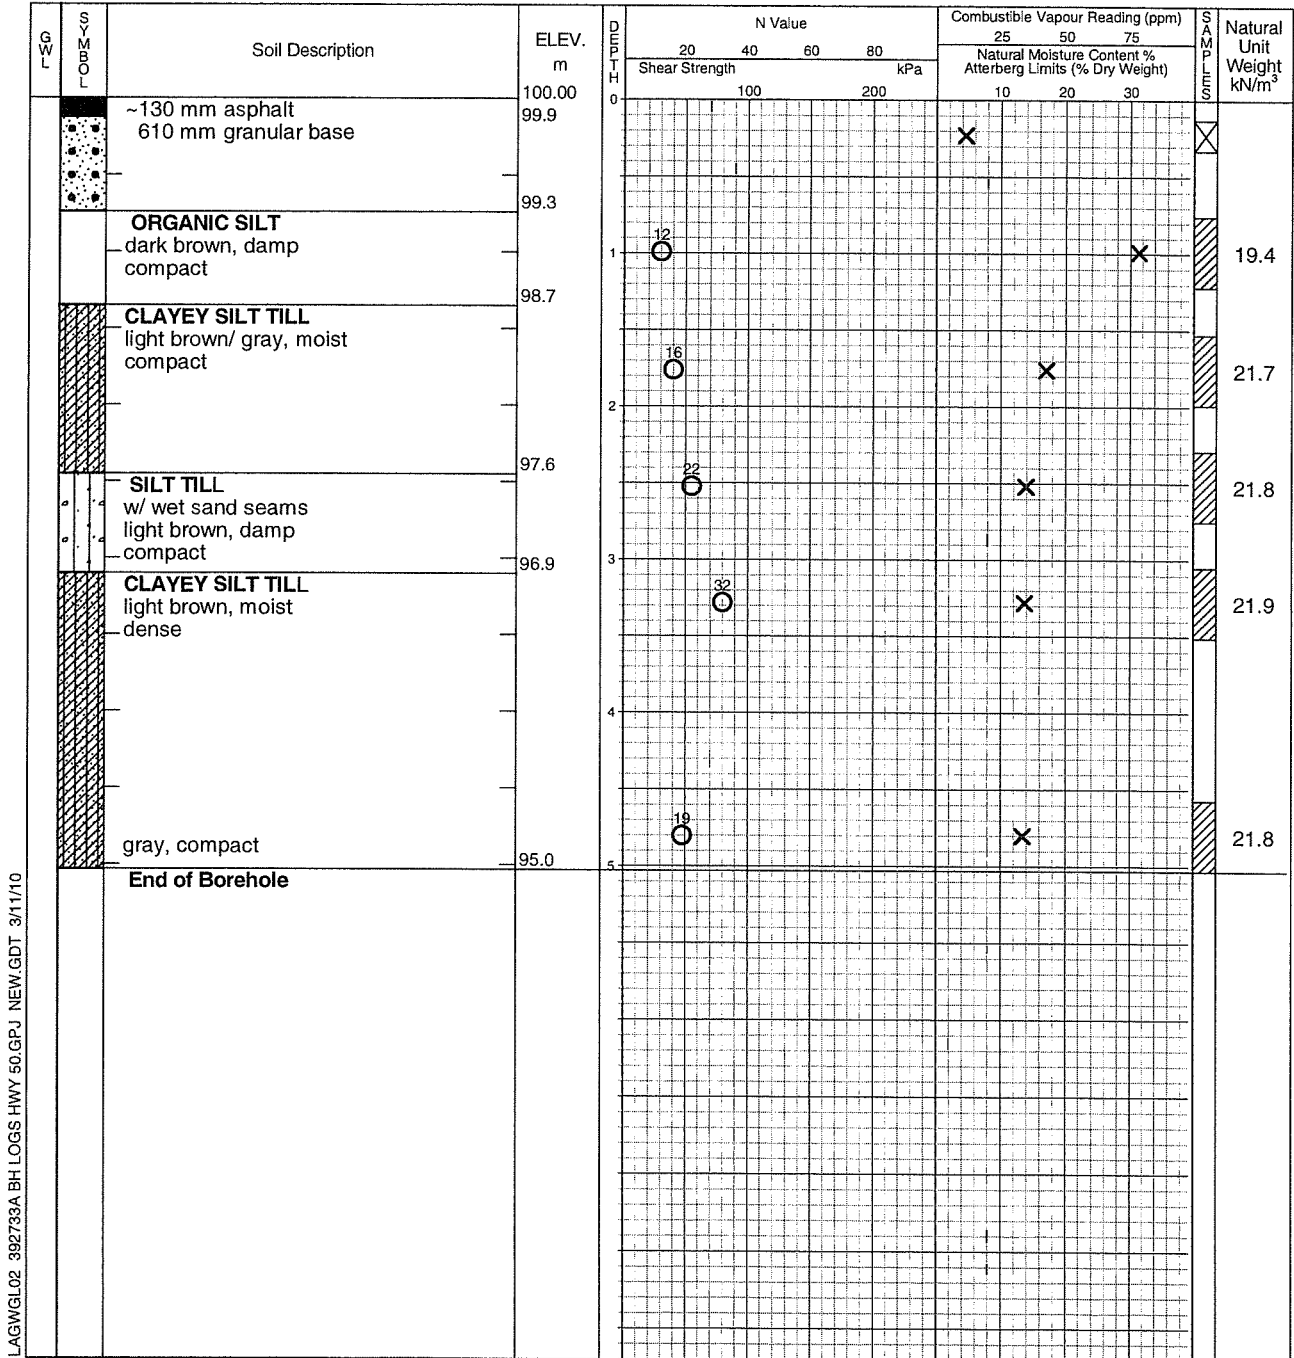 GWL
SYMBOL
Soil Description
ELEV.
m
DEPTH
N Value
20 40 60 80
Shear Strength kPa
100 200
Combustible Vapour Reading (ppm)
25 50 75
Natural Moisture Content %
Atterberg Limits (% Dry Weight)
10 20 30
SAMPLES
Natural
Unit
Weight
kN/m³
100.00
0
~130 mm asphalt
99.9
610 mm granular base
99.3
ORGANIC SILT
dark brown, damp
compact
12
1
19.4
98.7
CLAYEY SILT TILL
light brown/ gray, moist
compact
16
21.7
2
97.6
SILT TILL
w/ wet sand seams
light brown, damp
compact
22
21.8
3
96.9
CLAYEY SILT TILL
light brown, moist
dense
32
21.9
4
19
21.8
gray, compact
95.0
5
End of Borehole
LAGWGL02 392733A BH LOGS HWY 50.GPJ NEW.GDT 3/11/10